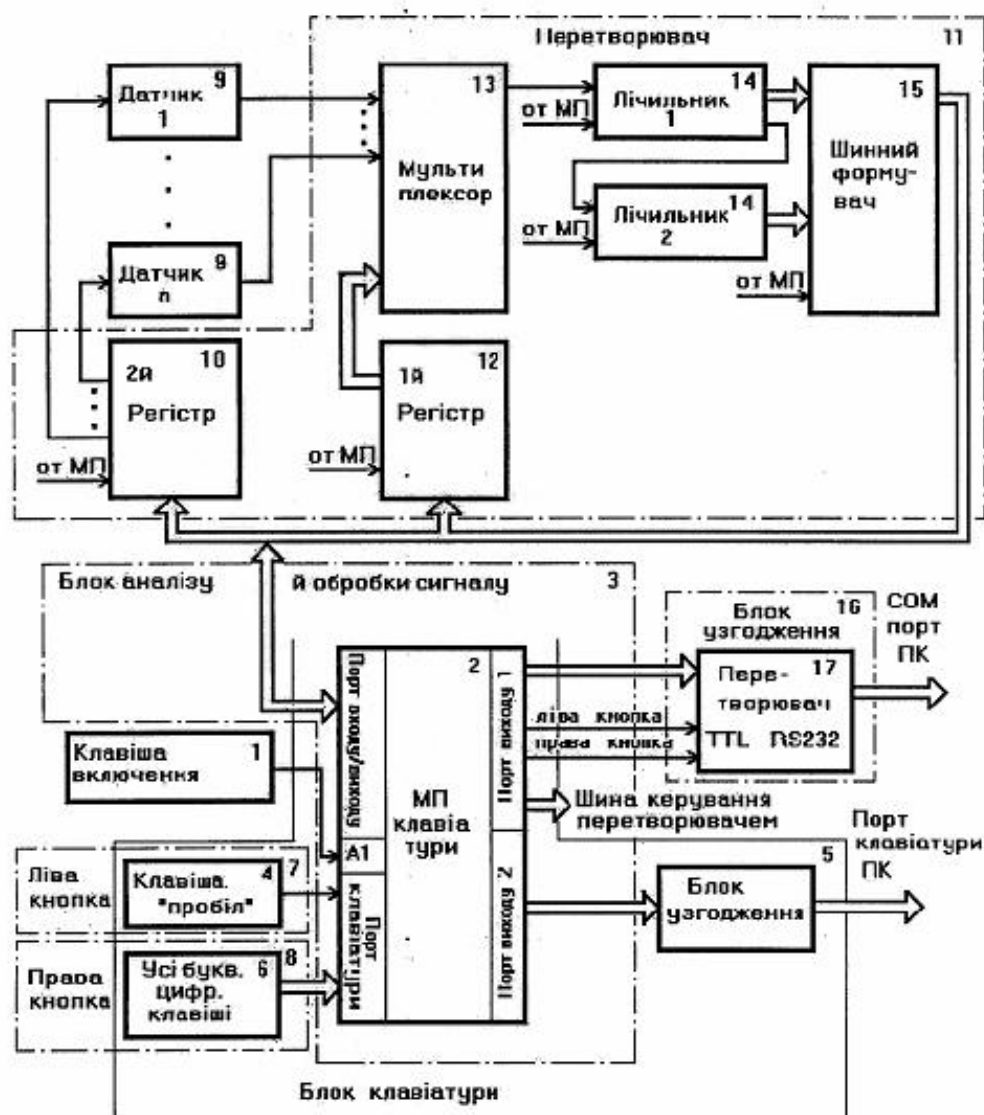 Перетворювач 11
Датчик 9
1
Датчик 9
n
13
Мульти
плексор
от МП
Лічильник 14
1
от МП
Лічильник 14
2
15
Шинний
форму-
вач
от МП
10
2й
Регістр
от МП
12
1й
Регістр
от МП
Блок аналізу й обробки сигналу 3
Клавіша 1
включення
Порт входу/виходу
А1
Порт
клавіатури
2
МП
клавіа
тури
Порт виходу 1
Порт виходу 2
ліва кнопка
права кнопка
Шина керування
перетворювачем
Блок 16
узгодження
Пере- 17
творювач
TTL RS232
COM
порт
ПК
Ліва
кнопка
Клавіша. 4
"пробіл"
7
Права
кнопка
Усі букв. 6
цифр.
клавіші
8
Блок 5
узгодження
Порт
клавіатури
ПК
Блок клавіатури